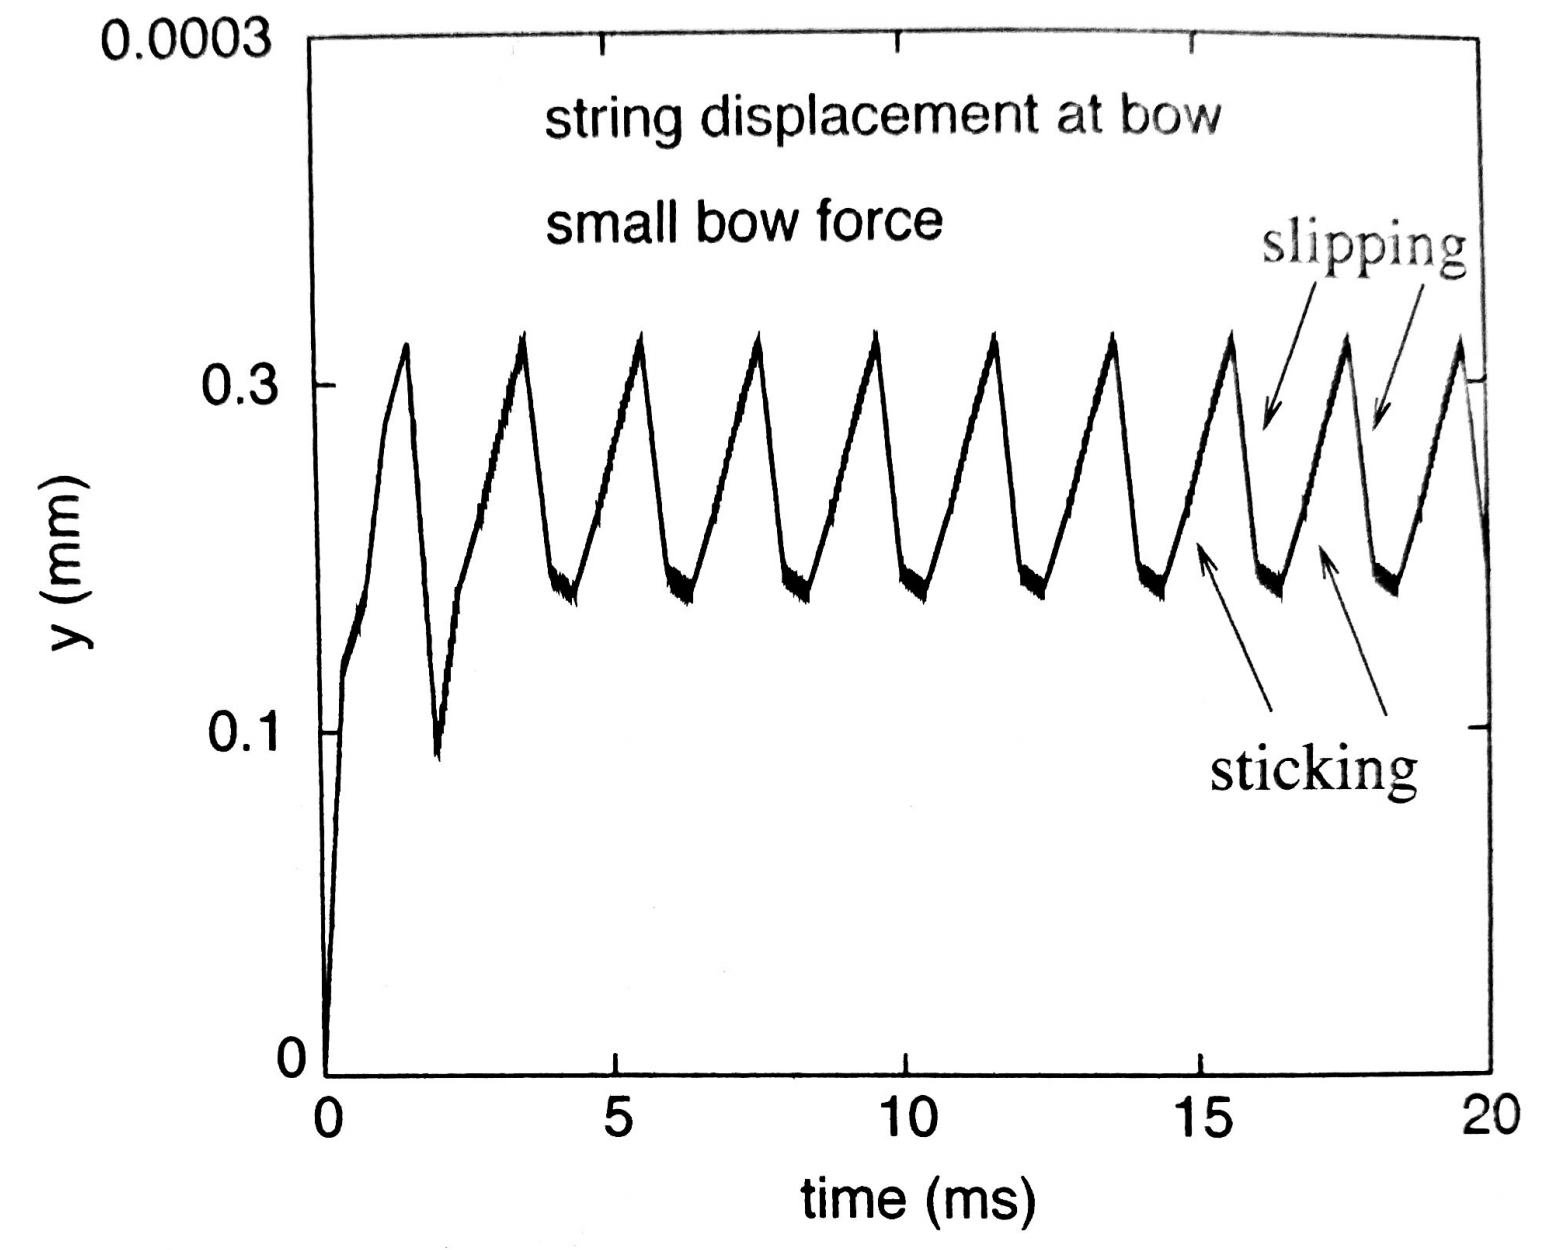 0.0003
string displacement at bow
small bow force
slipping
0.3
y (mm)
0.1
sticking
0
0 5 10 15 20
time (ms)